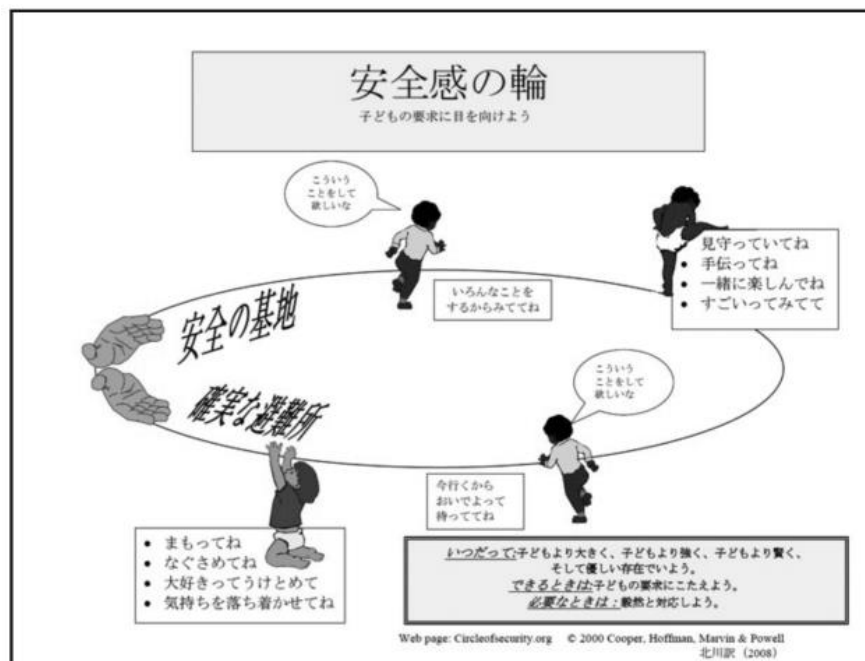 安全感の輪
子どもの要求に目を向けよう
こういう
ことをして
欲しいな
いろんなことを
するからみててね
見守っていてね
• 手伝ってね
• 一緒に楽しんでね
• すごいってみてて
安全の基地
確実な避難所
こういう
ことをして
欲しいな
今行くから
おいでよって
待っててね
• まもってね
• なぐさめてね
• 大好きってうけとめて
• 気持ちを落ち着かせてね
いつだって:子どもより大きく、子どもより強く、子どもより賢く、
そして優しい存在でいよう。
できるときは:子どもの要求にこたえよう。
必要なときは:毅然と対応しよう。
Web page: Circleofsecurity.org © 2000 Cooper, Hoffman, Marvin & Powell
北川訳（2008）